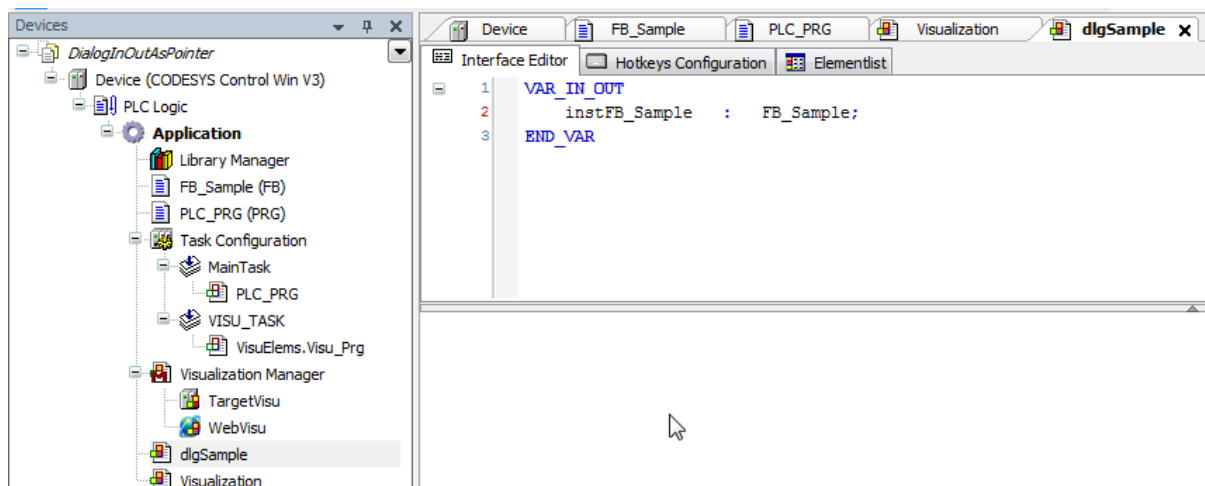 Devices
DialogInOutAsPointer
Device (CODESYS Control Win V3)
PLC Logic
Application
Library Manager
FB_Sample (FB)
PLC_PRG (PRG)
Task Configuration
MainTask
PLC_PRG
VISU_TASK
VisuElems.Visu_Prg
Visualization Manager
TargetVisu
WebVisu
dlgSample
Visualization
Device FB_Sample PLC_PRG Visualization dlgSample
Interface Editor Hotkeys Configuration Elementlist
1 VAR_IN_OUT
2 instFB_Sample : FB_Sample;
3 END_VAR